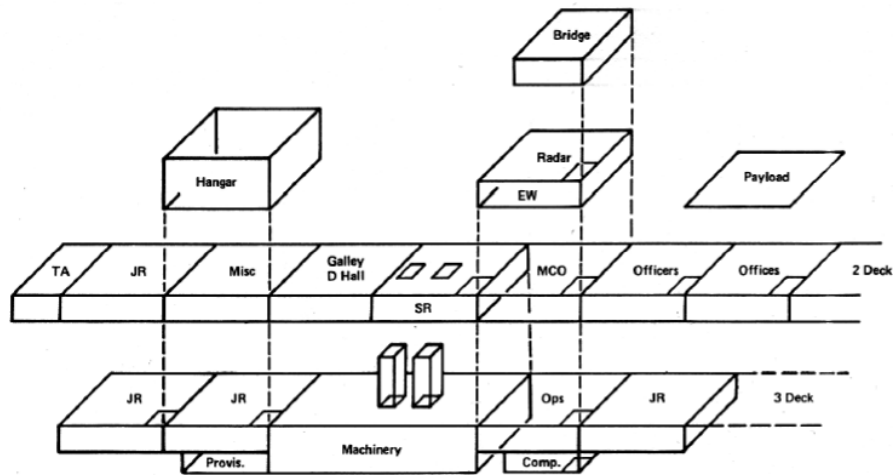 Bridge
Radar
EW
Hangar
Payload
TA
JR
Misc
Galley
D Hall
SR
MCO
Officers
Offices
2 Deck
JR
JR
Machinery
Ops
JR
3 Deck
Provis.
Comp.